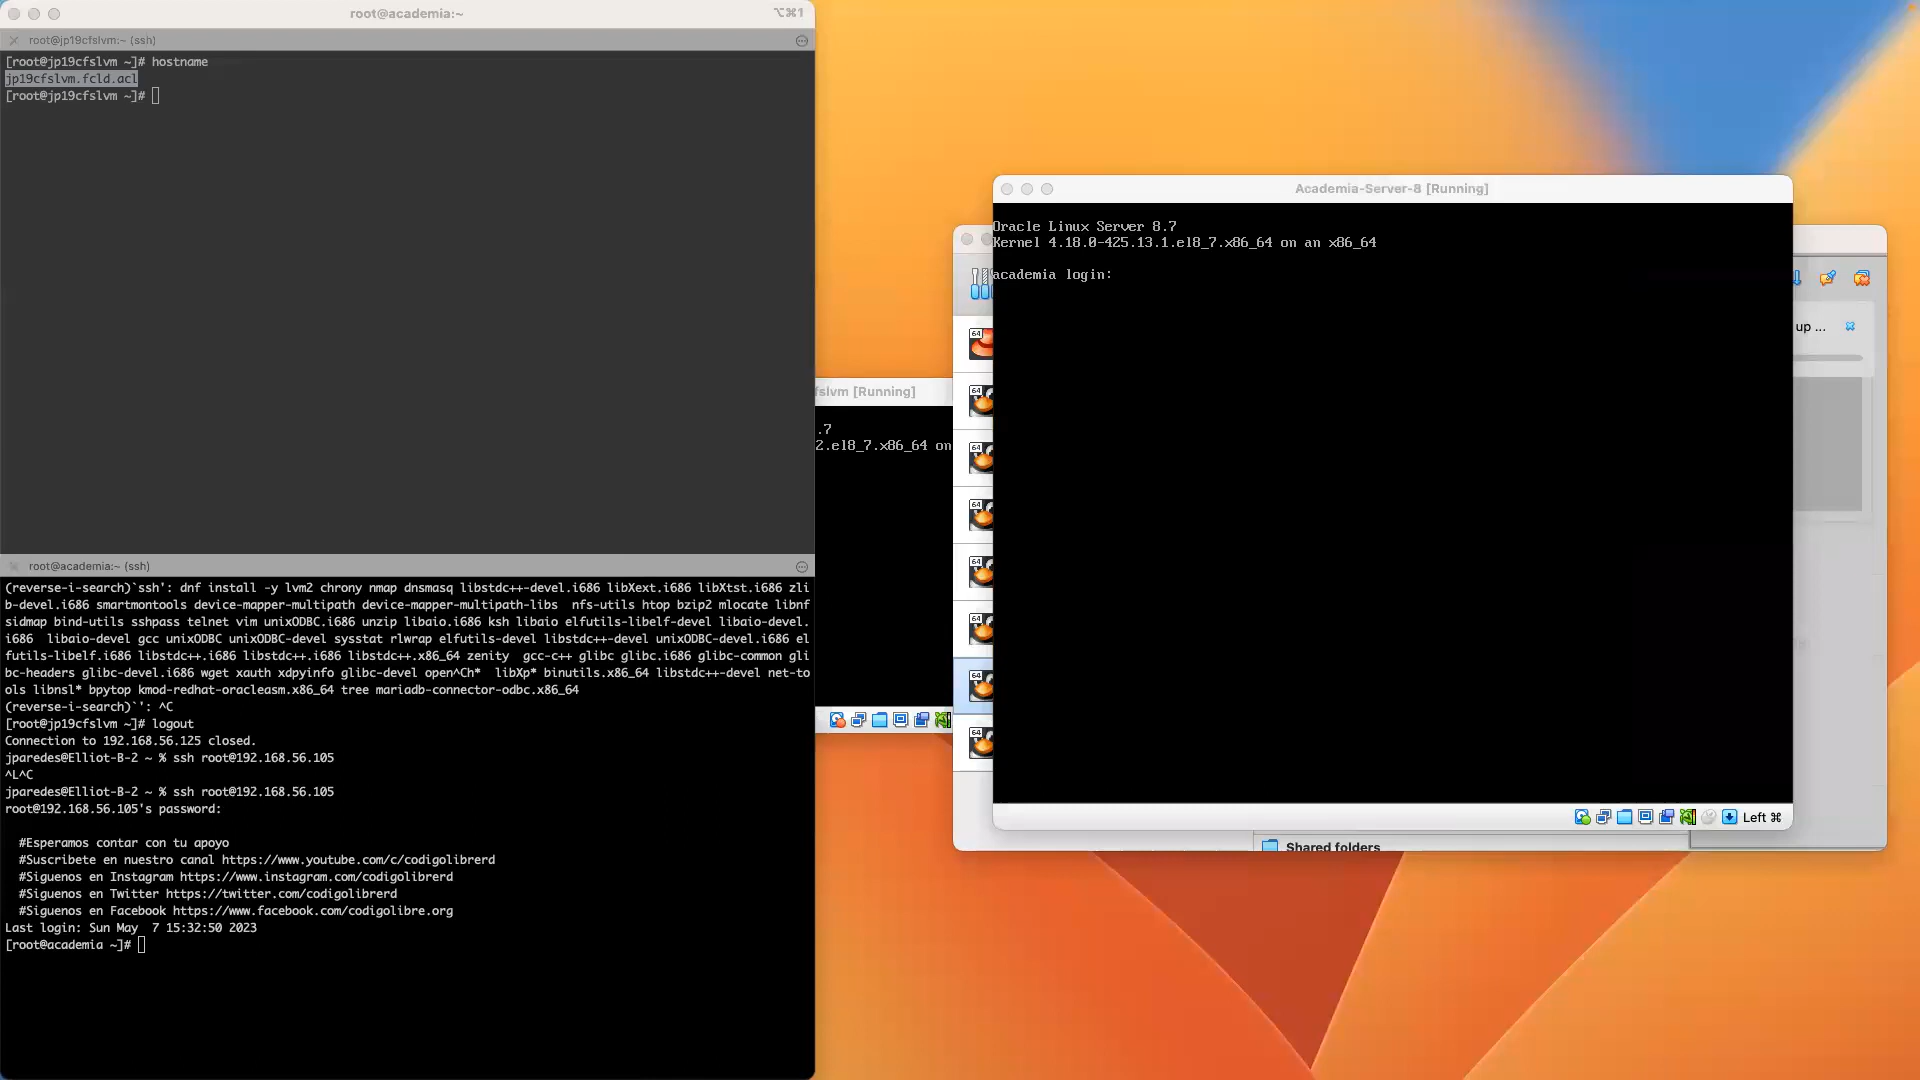 root@academia:~
⌥⌘1
root@jp19cfslvm:~ (ssh)
[root@jp19cfslvm ~]# hostname
jp19cfslvm.fcld.acl
[root@jp19cfslvm ~]#
root@academia:~ (ssh)
(reverse-i-search)`ssh': dnf install -y lvm2 chrony nmap dnsmasq libstdc++-devel.i686 libXext.i686 libXtst.i686 zli
b-devel.i686 smartmontools device-mapper-multipath device-mapper-multipath-libs  nfs-utils htop bzip2 mlocate libnf
sidmap bind-utils sshpass telnet vim unixODBC.i686 unzip libaio.i686 ksh libaio elfutils-libelf-devel libaio-devel.
i686  libaio-devel gcc unixODBC unixODBC-devel sysstat rlwrap elfutils-devel libstdc++-devel unixODBC-devel.i686 el
futils-libelf.i686 libstdc++.i686 libstdc++.i686 libstdc++.x86_64 zenity  gcc-c++ glibc glibc.i686 glibc-common gli
bc-headers glibc-devel.i686 wget xauth xdpyinfo glibc-devel open^Ch*  libXp* binutils.x86_64 libstdc++-devel net-to
ols libnsl* bpytop kmod-redhat-oracleasm.x86_64 tree mariadb-connector-odbc.x86_64
(reverse-i-search)`': ^C
[root@jp19cfslvm ~]# logout
Connection to 192.168.56.125 closed.
jparedes@Elliot-B-2 ~ % ssh root@192.168.56.105
^L^C
jparedes@Elliot-B-2 ~ % ssh root@192.168.56.105
root@192.168.56.105's password:
#Esperamos contar con tu apoyo
#Suscribete en nuestro canal https://www.youtube.com/c/codigolibrerd
#Siguenos en Instagram https://www.instagram.com/codigolibrerd
#Siguenos en Twitter https://twitter.com/codigolibrerd
#Siguenos en Facebook https://www.facebook.com/codigolibre.org
Last login: Sun May  7 15:32:50 2023
[root@academia ~]#
fslvm [Running]
.7
2.el8_7.x86_64 on
Academia-Server-8 [Running]
Oracle Linux Server 8.7
Kernel 4.18.0-425.13.1.el8_7.x86_64 on an x86_64
academia login:
Left ⌘
64
64
64
64
64
64
64
64
up ...
Shared folders